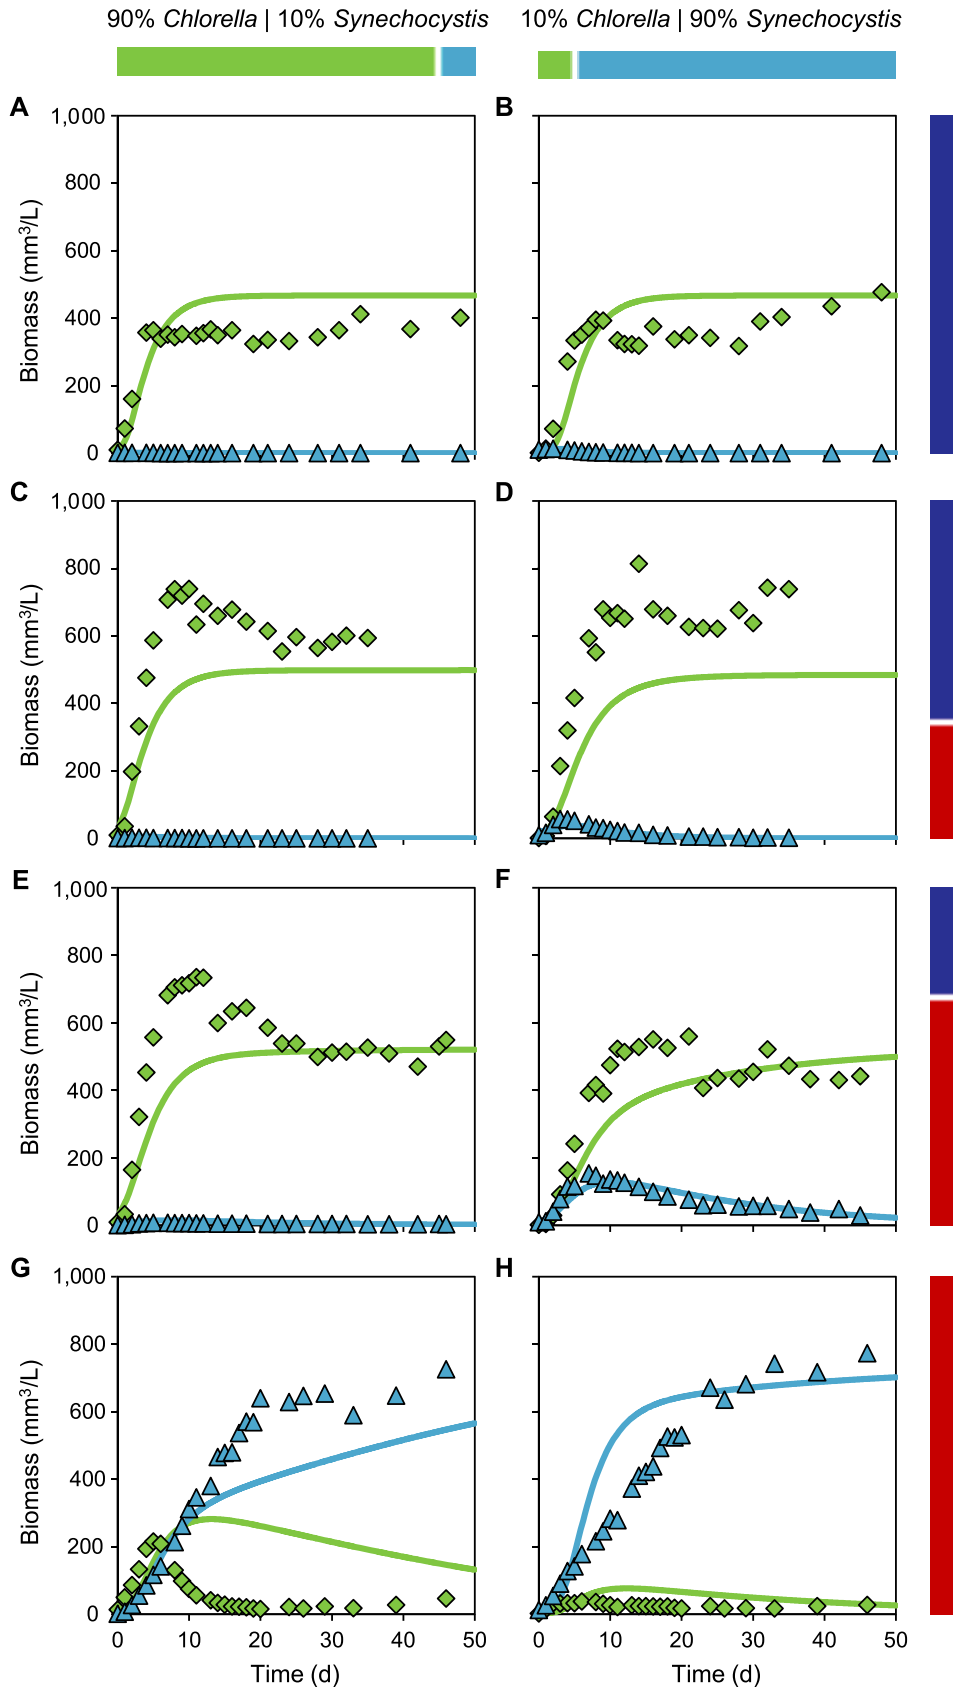 90% Chlorella | 10% Synechocystis
10% Chlorella | 90% Synechocystis
A
B
1,000
800
600
400
200
0
Biomass (mm³/L)
C
D
1,000
800
600
400
200
0
Biomass (mm³/L)
E
F
1,000
800
600
400
200
0
Biomass (mm³/L)
G
H
1,000
800
600
400
200
0
Biomass (mm³/L)
0 10 20 30 40 50
0 10 20 30 40 50
Time (d)
Time (d)